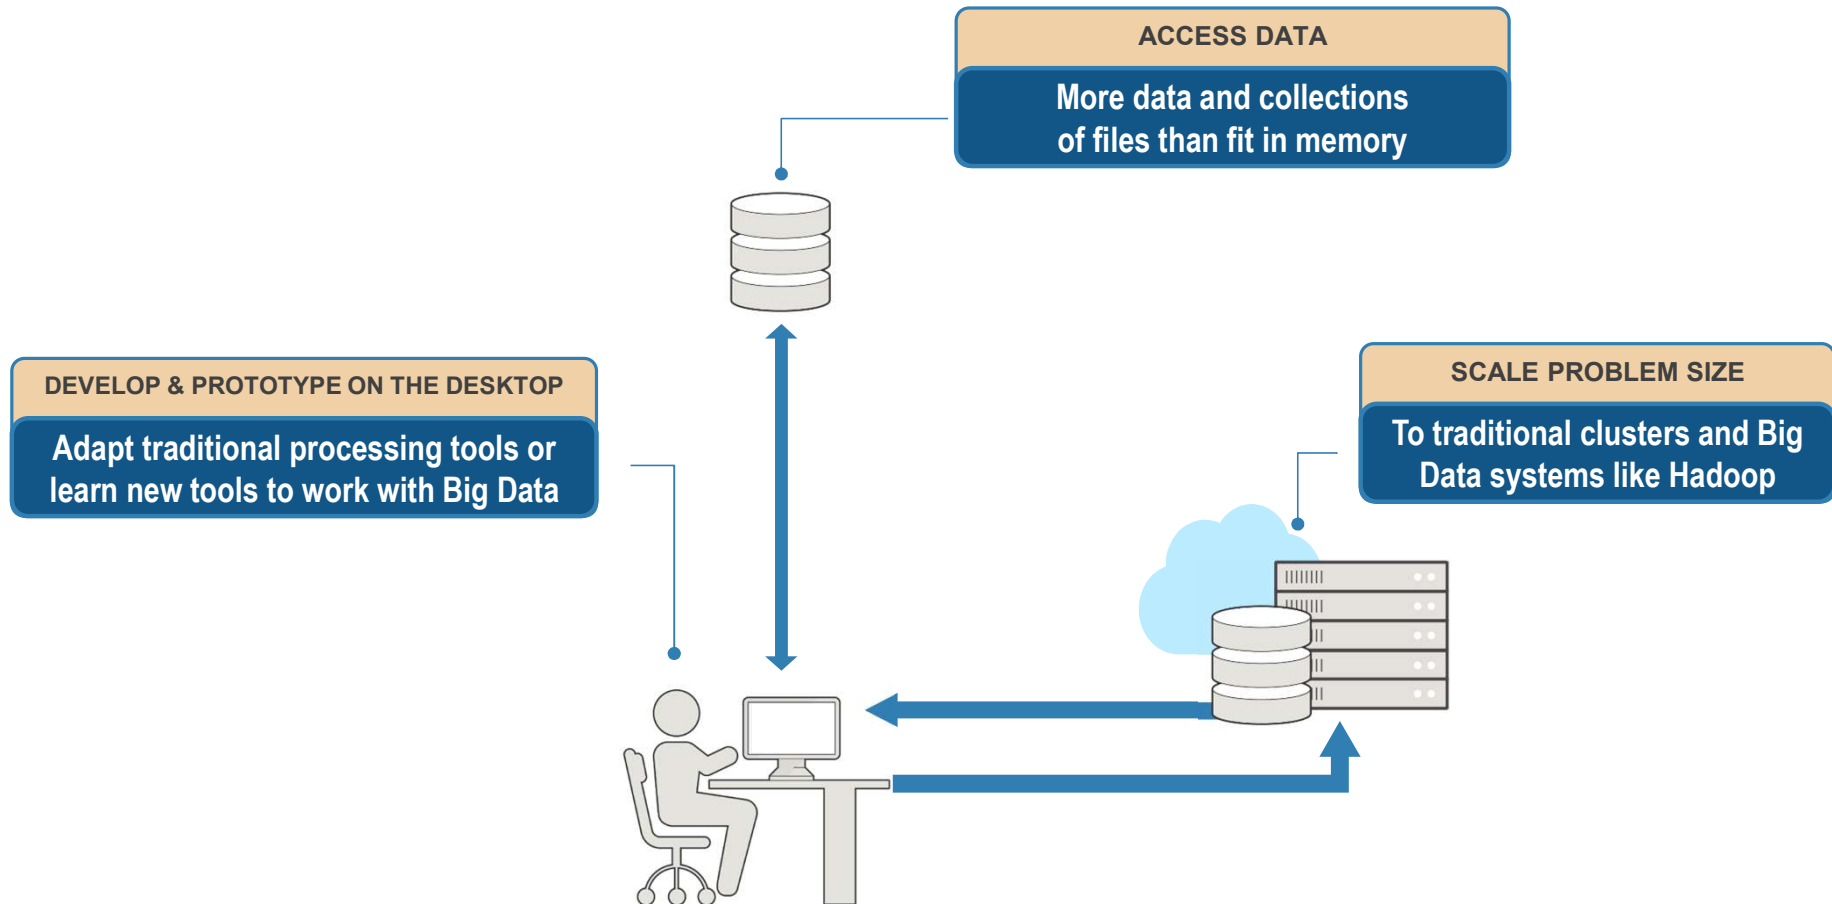 ACCESS DATA
More data and collections
of files than fit in memory
DEVELOP & PROTOTYPE ON THE DESKTOP
Adapt traditional processing tools or
learn new tools to work with Big Data
SCALE PROBLEM SIZE
To traditional clusters and Big
Data systems like Hadoop